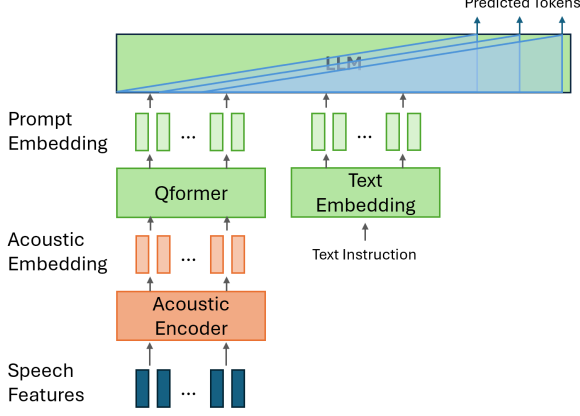 Predicted Tokens
LLM
Prompt
Embedding
...
...
Qformer
Text
Embedding
Acoustic
Embedding
...
Text Instruction
Acoustic
Encoder
Speech
Features
...